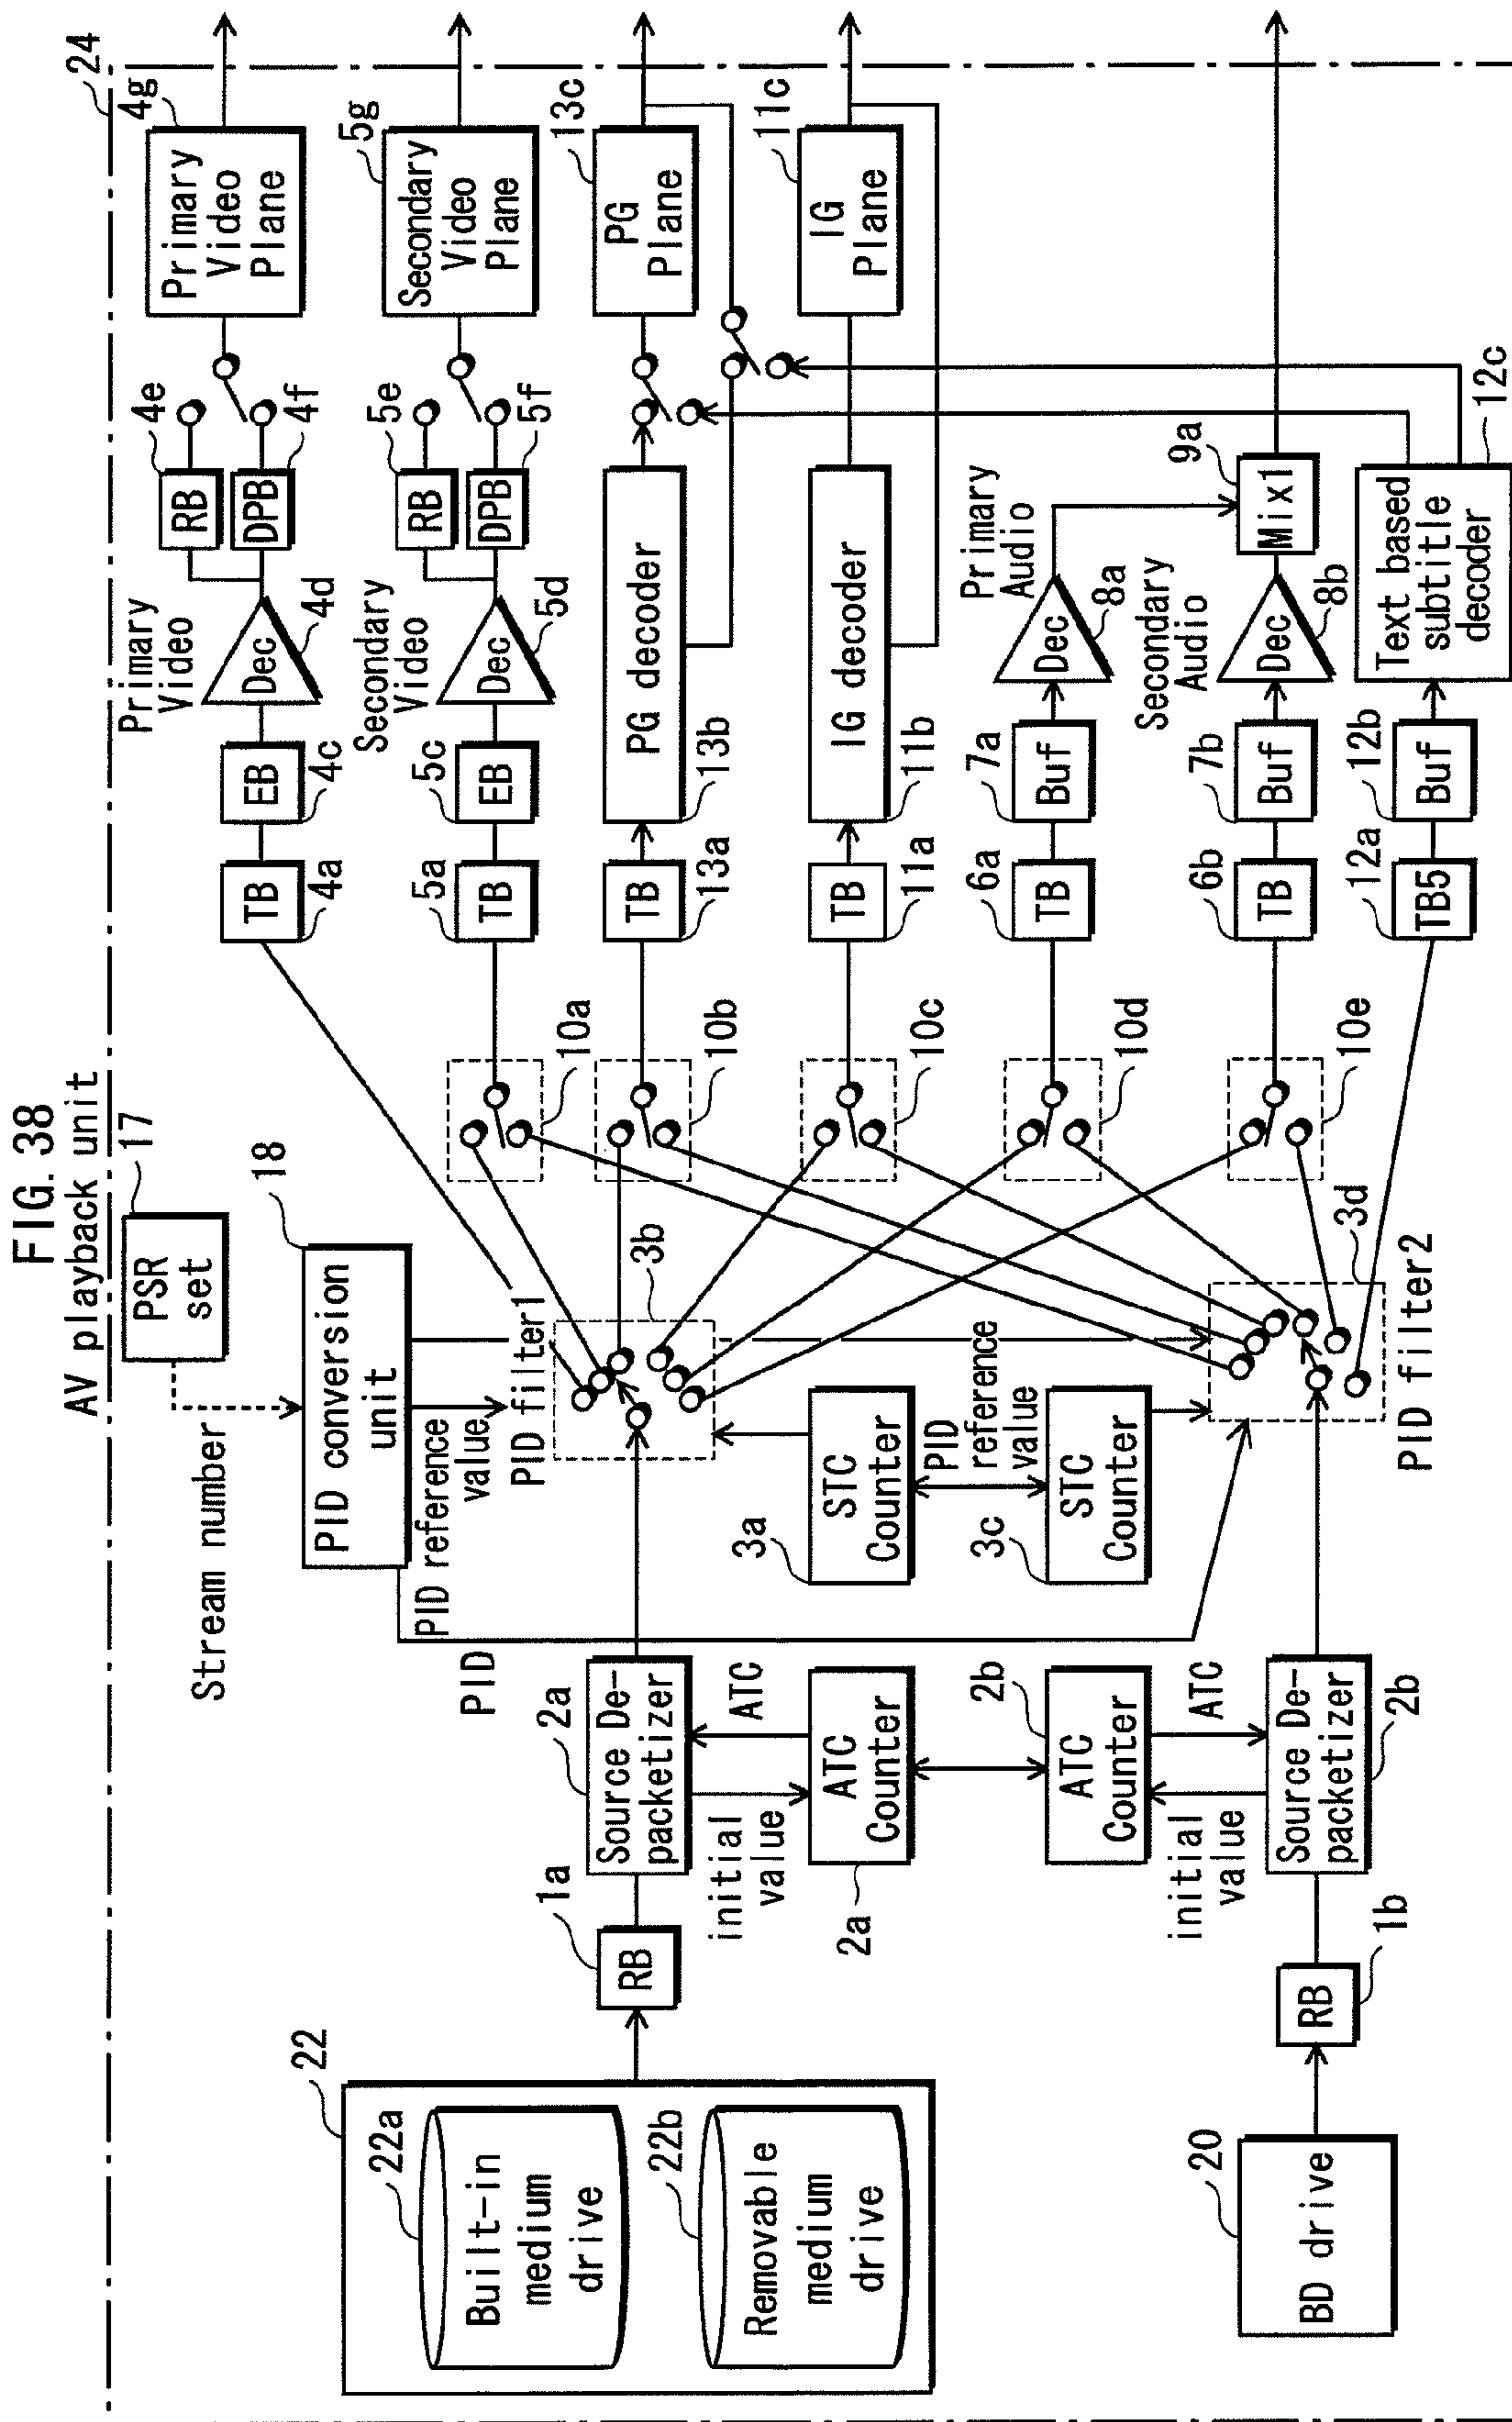 FIG. 38
AV playback unit
24
17
PSR
set
Stream number
18
PID conversion
unit
PID reference
value
PID
PID filter1
3b
22
22a
Built-in
medium
drive
22b
Removable
medium
drive
1a
RB
2a
Source De-
packetizer
initial
value
ATC
ATC
Counter
2a
3a
STC
Counter
PID
reference
value
3c
STC
Counter
2b
ATC
Counter
initial
value
ATC
20
BD drive
1b
RB
Source De-
packetizer
2b
PID filter2
3d
10a
10b
10c
10d
10e
Primary
Video
TB
4a
EB
4c
Dec
4d
RB
4e
DPB
4f
Primary
Video
Plane
4g
Secondary
Video
5a
TB
5c
EB
Dec
5d
RB
5e
DPB
5f
Secondary
Video
Plane
5g
TB
13a
PG decoder
13b
PG
Plane
13c
TB
11a
IG decoder
11b
IG
Plane
11c
6a
TB
7a
Buf
Primary
Audio
Dec
8a
6b
TB
7b
Buf
Secondary
Audio
Dec
8b
9a
Mix1
12a
TB5
12b
Buf
Text based
subtitle
decoder
12c